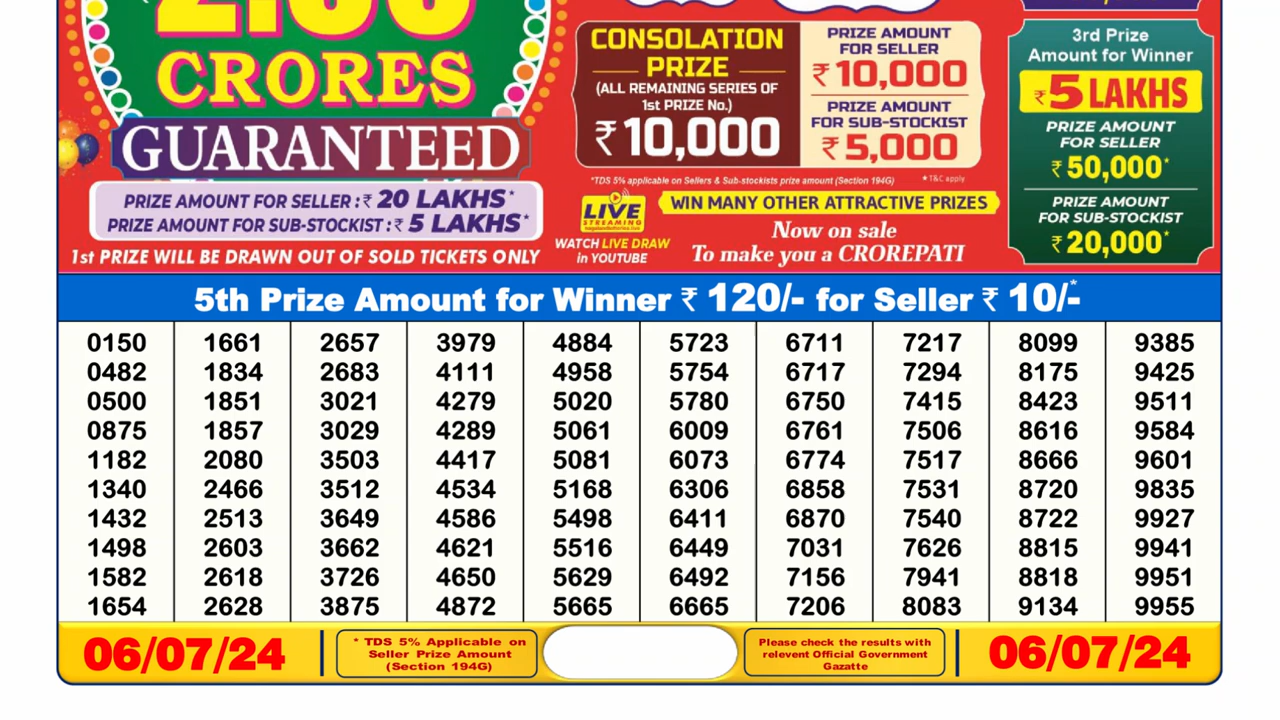 CRORES
GUARANTEED
PRIZE AMOUNT FOR SELLER :₹ 20 LAKHS*
PRIZE AMOUNT FOR SUB-STOCKIST :₹ 5 LAKHS*
1st PRIZE WILL BE DRAWN OUT OF SOLD TICKETS ONLY
CONSOLATION
PRIZE
(ALL REMAINING SERIES OF
1st PRIZE No.)
₹10,000
PRIZE AMOUNT
FOR SELLER
₹10,000
PRIZE AMOUNT
FOR SUB-STOCKIST
₹5,000
*TDS 5% applicable on Sellers & Sub-stockists prize amount (Section 194G)
*T&C apply
LIVE
STREAMING
WATCH LIVE DRAW
in YOUTUBE
WIN MANY OTHER ATTRACTIVE PRIZES
Now on sale
To make you a CROREPATI
3rd Prize
Amount for Winner
₹5 LAKHS
PRIZE AMOUNT
FOR SELLER
₹50,000*
PRIZE AMOUNT
FOR SUB-STOCKIST
₹20,000*
5th Prize Amount for Winner ₹ 120/- for Seller ₹ 10/-*
0150 1661 2657 3979 4884 5723 6711 7217 8099 9385
0482 1834 2683 4111 4958 5754 6717 7294 8175 9425
0500 1851 3021 4279 5020 5780 6750 7415 8423 9511
0875 1857 3029 4289 5061 6009 6761 7506 8616 9584
1182 2080 3503 4417 5081 6073 6774 7517 8666 9601
1340 2466 3512 4534 5168 6306 6858 7531 8720 9835
1432 2513 3649 4586 5498 6411 6870 7540 8722 9927
1498 2603 3662 4621 5516 6449 7031 7626 8815 9941
1582 2618 3726 4650 5629 6492 7156 7941 8818 9951
1654 2628 3875 4872 5665 6665 7206 8083 9134 9955
06/07/24
* TDS 5% Applicable on
Seller Prize Amount
(Section 194G)
Please check the results with
relevent Official Government
Gazatte
06/07/24